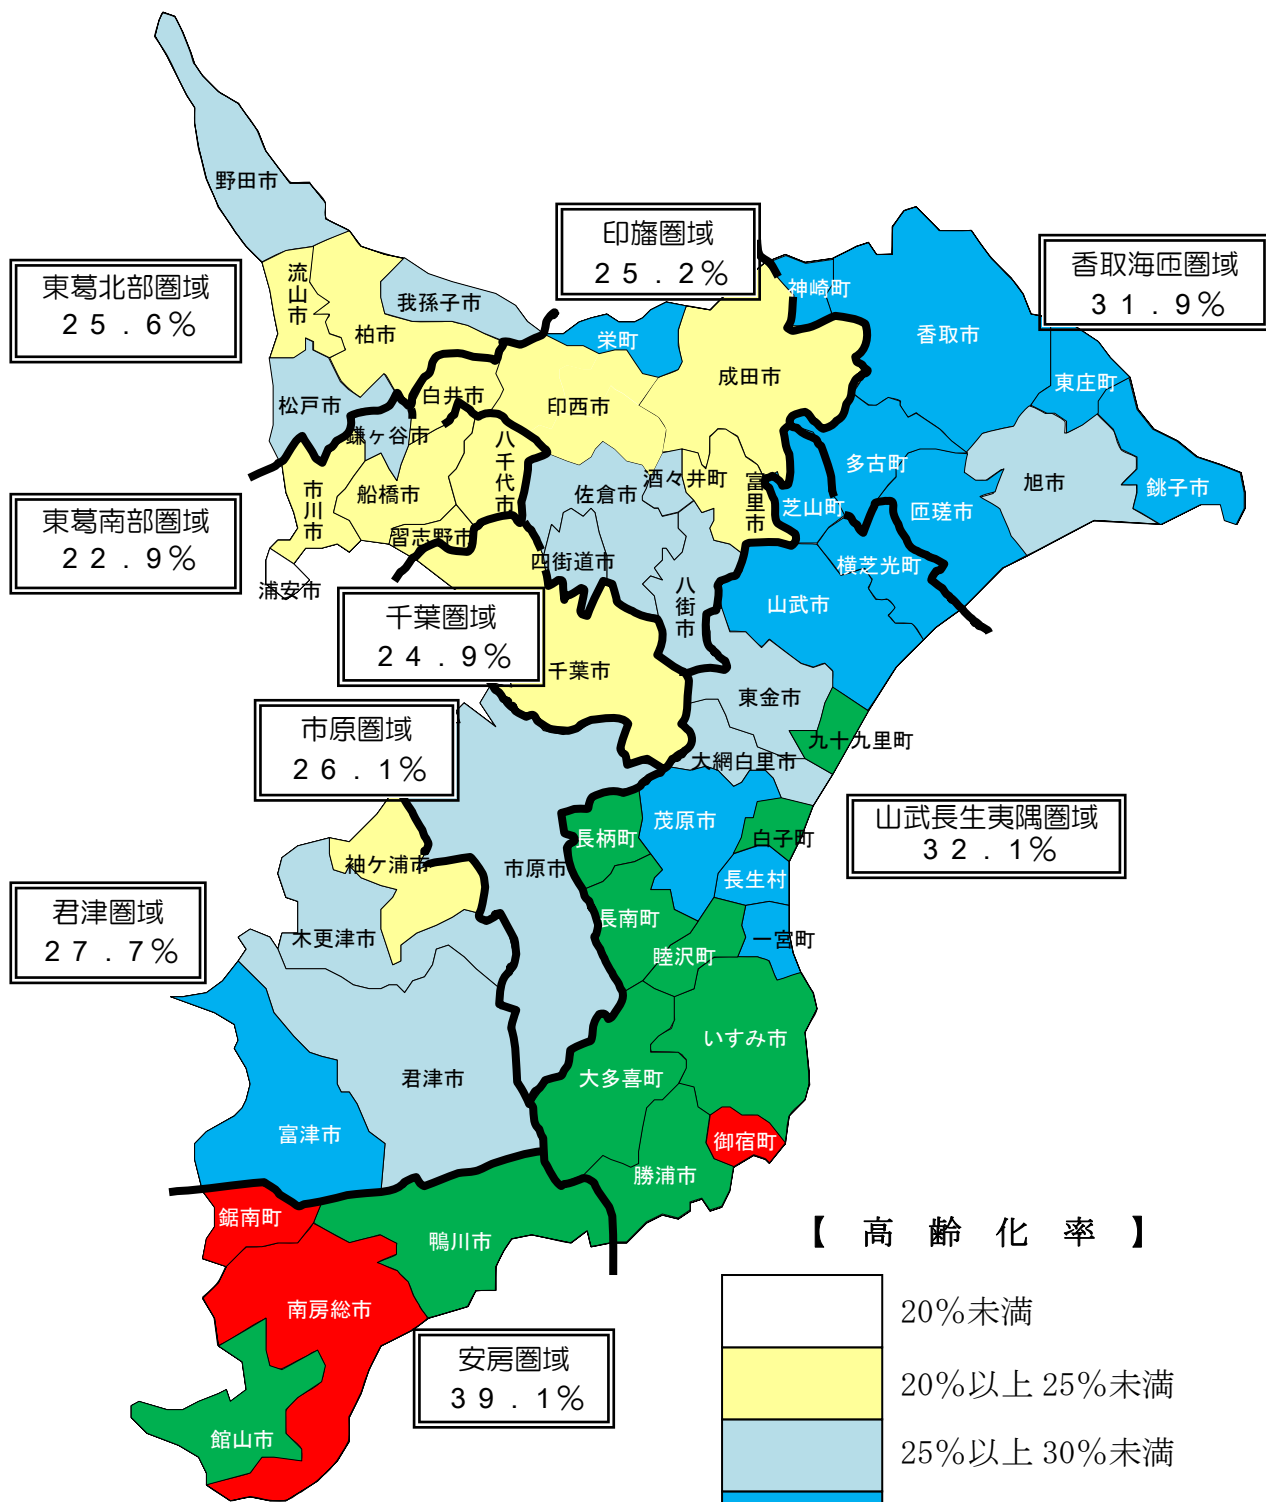 野田市
印旛圏域
25.2%
香取海匝圏域
31.9%
東葛北部圏域
25.6%
流山市
柏市
我孫子市
栄町
神崎町
香取市
成田市
東庄町
松戸市
白井市
印西市
鎌ケ谷市
八千代市
船橋市
市川市
習志野市
浦安市
東葛南部圏域
22.9%
佐倉市
酒々井町
富里市
四街道市
八街市
多古町
芝山町
匝瑳市
旭市
銚子市
横芝光町
山武市
千葉圏域
24.9%
千葉市
東金市
九十九里町
大網白里市
市原圏域
26.1%
山武長生夷隅圏域
32.1%
袖ケ浦市
市原市
長柄町
茂原市
白子町
長生村
長南町
一宮町
睦沢町
君津圏域
27.7%
木更津市
君津市
富津市
いすみ市
大多喜町
御宿町
勝浦市
鋸南町
鴨川市
南房総市
館山市
安房圏域
39.1%
【高齢化率】
20%未満
20%以上 25%未満
25%以上 30%未満